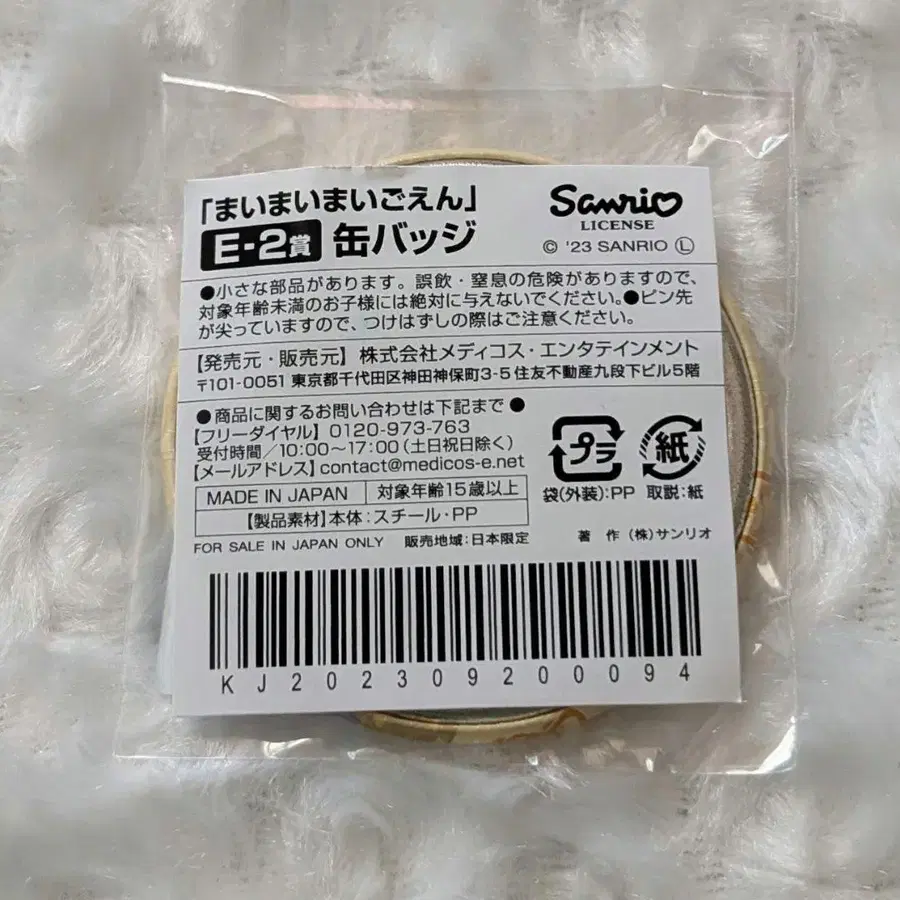 「まいまいまいごえん」
E-2賞 缶バッジ
Sanrio
LICENSE
© '23 SANRIO Ⓛ
●小さな部品があります。誤飲・窒息の危険がありますので、
対象年齢未満のお子様には絶対に与えないでください。●ピン先
が尖っていますので、つけはずしの際はご注意ください。
【発売元・販売元】株式会社メディコス・エンタテインメント
〒101-0051 東京都千代田区神田神保町3-5 住友不動産九段下ビル5階
●商品に関するお問い合わせは下記まで●
【フリーダイヤル】0120-973-763
受付時間/10:00〜17:00(土日祝日除く)
【メールアドレス】contact@medicos-e.net
プラ
袋(外装):PP
紙
取説:紙
MADE IN JAPAN 対象年齢15歳以上
【製品素材】本体:スチール・PP
FOR SALE IN JAPAN ONLY 販売地域:日本限定 著作(株)サンリオ
KJ20230920094